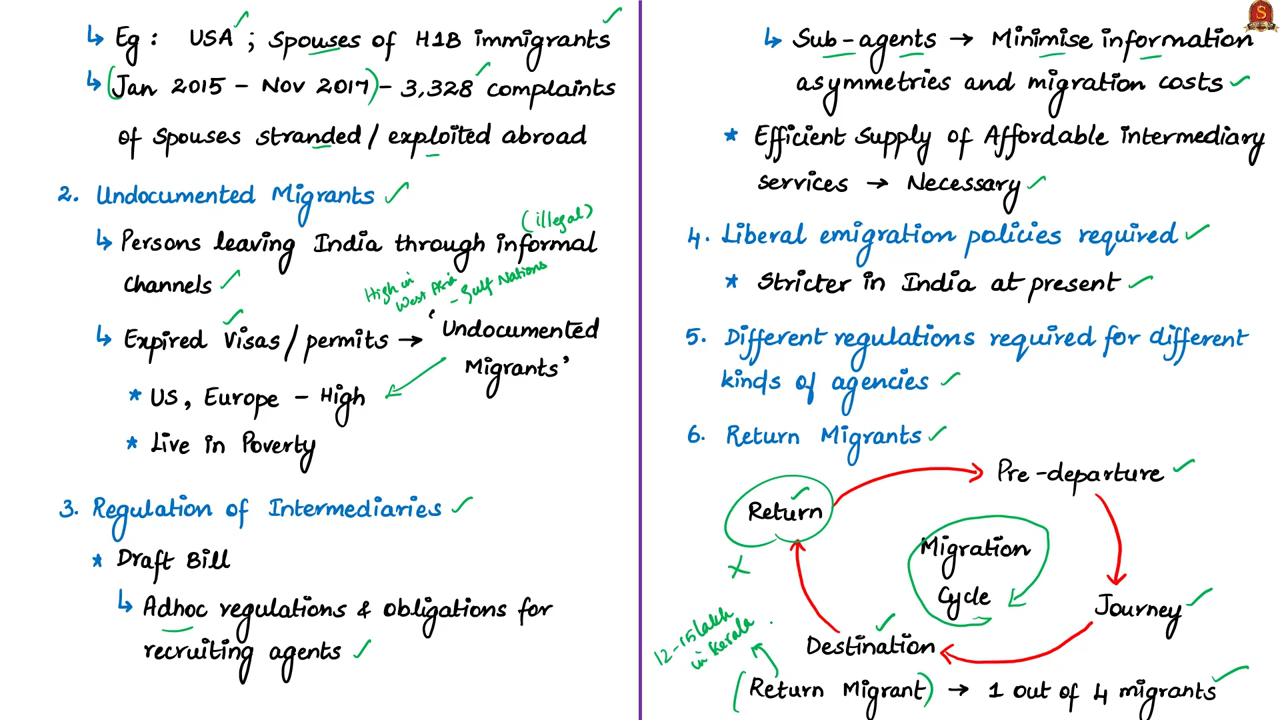 ↳ Eg: USA ✓; Spouses of H1B immigrants ✓
↳ (Jan 2015 - Nov 2017) - 3,328 ✓ complaints
of Spouses stranded / exploited abroad
2. Undocumented Migrants ✓
(illegal)
↳ Persons leaving India through informal
channels ✓
High in
West Asia
- Gulf Nations
↳ Expired Visas / permits → 'Undocumented
Migrants'
* US, Europe - High
* Live in Poverty
3. Regulation of Intermediaries ✓
* Draft Bill
↳ Adhoc regulations & obligations for
recruiting agents ✓
↳ Sub-agents → Minimise information
asymmetries and migration costs ✓
* Efficient Supply of Affordable intermediary
services → Necessary ✓
4. Liberal emigration policies required ✓
* Stricter in India at present ✓
5. Different regulations required for different
kinds of agencies ✓
6. Return Migrants ✓
Pre-departure ✓
Return ✓
Migration
Cycle
Journey ✓
Destination ✓
12-15 lakh
in Kerala
(Return Migrant) → 1 out of 4 migrants ✓
S